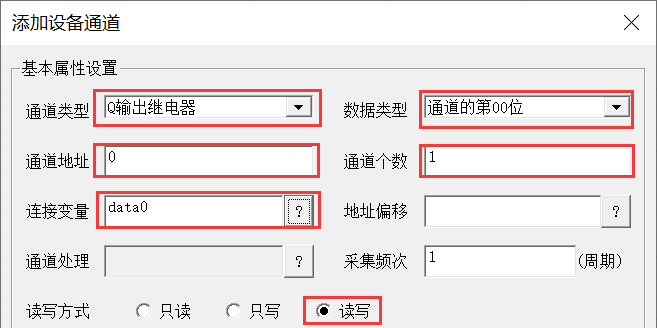 添加设备通道
基本属性设置
通道类型 Q输出继电器 数据类型 通道的第00位
通道地址 0 通道个数 1
连接变量 data0 ? 地址偏移 ?
通道处理 ? 采集频次 1 (周期)
读写方式 只读 只写 读写